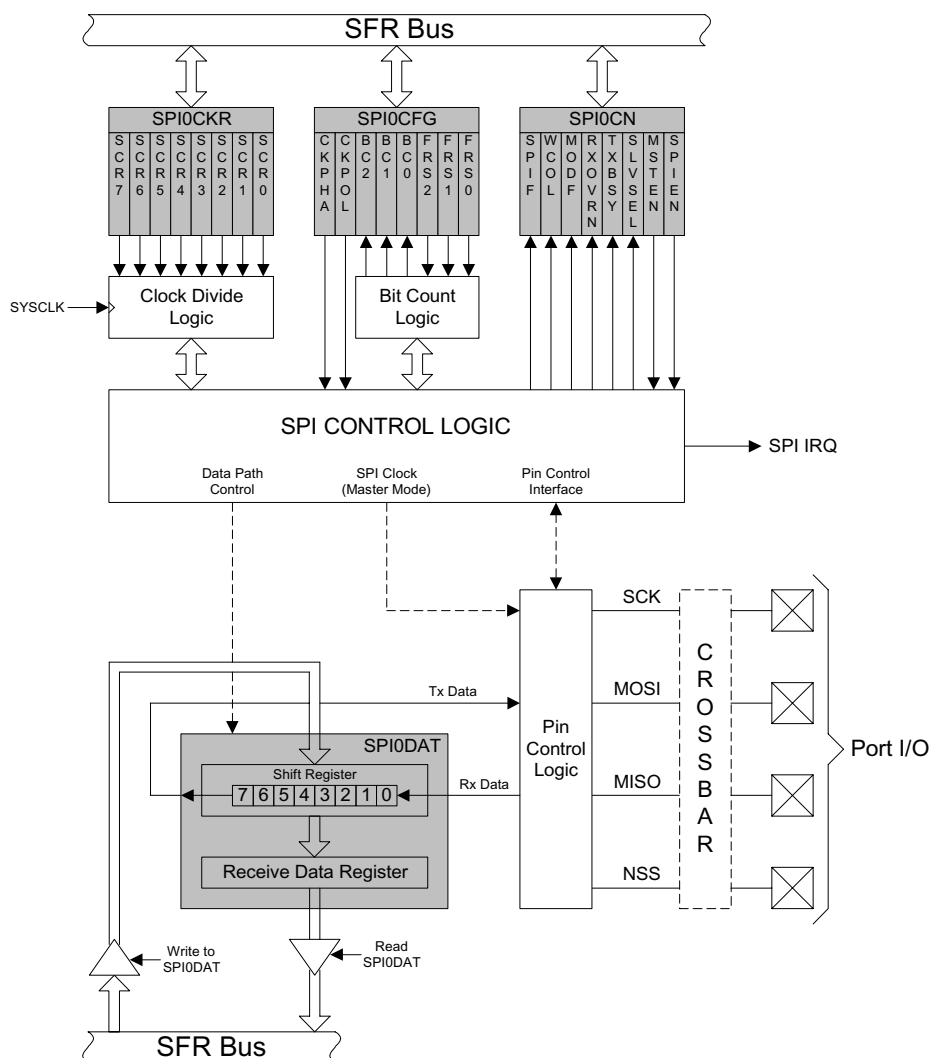 SFR Bus
SPI0CKR
SCR7
SCR6
SCR5
SCR4
SCR3
SCR2
SCR1
SCR0
SPI0CFG
CKPHA
CKPOL
BC2
BC1
BC0
FRS2
FRS1
FRS0
SPI0CN
SPIF
WCOL
MODF
RXOVRN
TXBSY
SLVSEL
MSTEN
SPIEN
SYSCLK
Clock Divide
Logic
Bit Count
Logic
SPI CONTROL LOGIC
SPI IRQ
Data Path
Control
SPI Clock
(Master Mode)
Pin Control
Interface
SCK
MOSI
MISO
NSS
Pin
Control
Logic
CROSSBAR
Port I/O
Tx Data
SPI0DAT
Shift Register
7 6 5 4 3 2 1 0
Rx Data
Receive Data Register
Write to
SPI0DAT
Read
SPI0DAT
SFR Bus